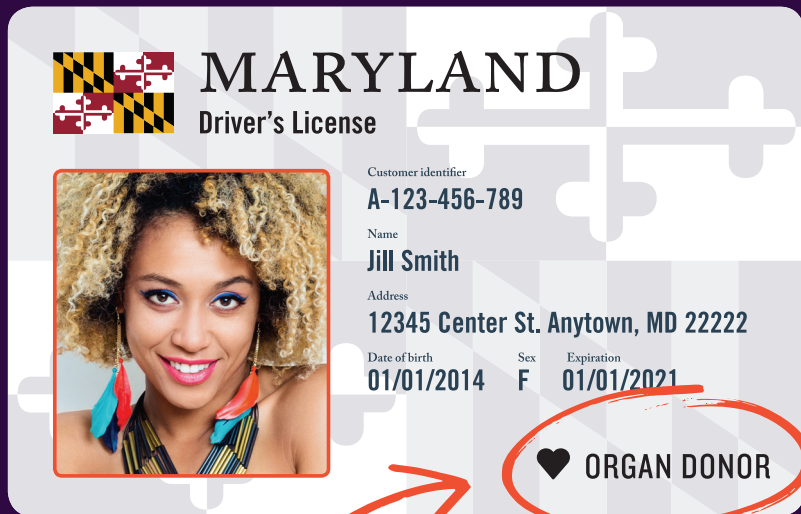 MARYLAND
Driver's License
Customer identifier
A-123-456-789
Name
Jill Smith
Address
12345 Center St. Anytown, MD 22222
Date of birth Sex Expiration
01/01/2014 F 01/01/2021
ORGAN DONOR